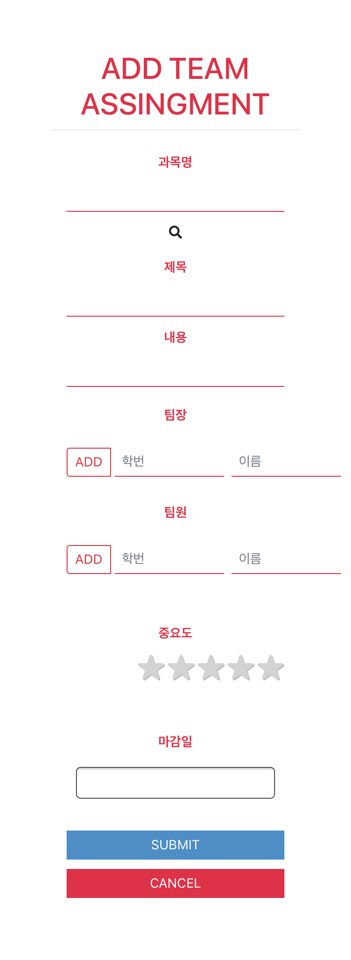 ADD TEAM
ASSINGMENT
과목명
제목
내용
팀장
ADD 학번 이름
팀원
ADD 학번 이름
중요도
마감일
SUBMIT
CANCEL